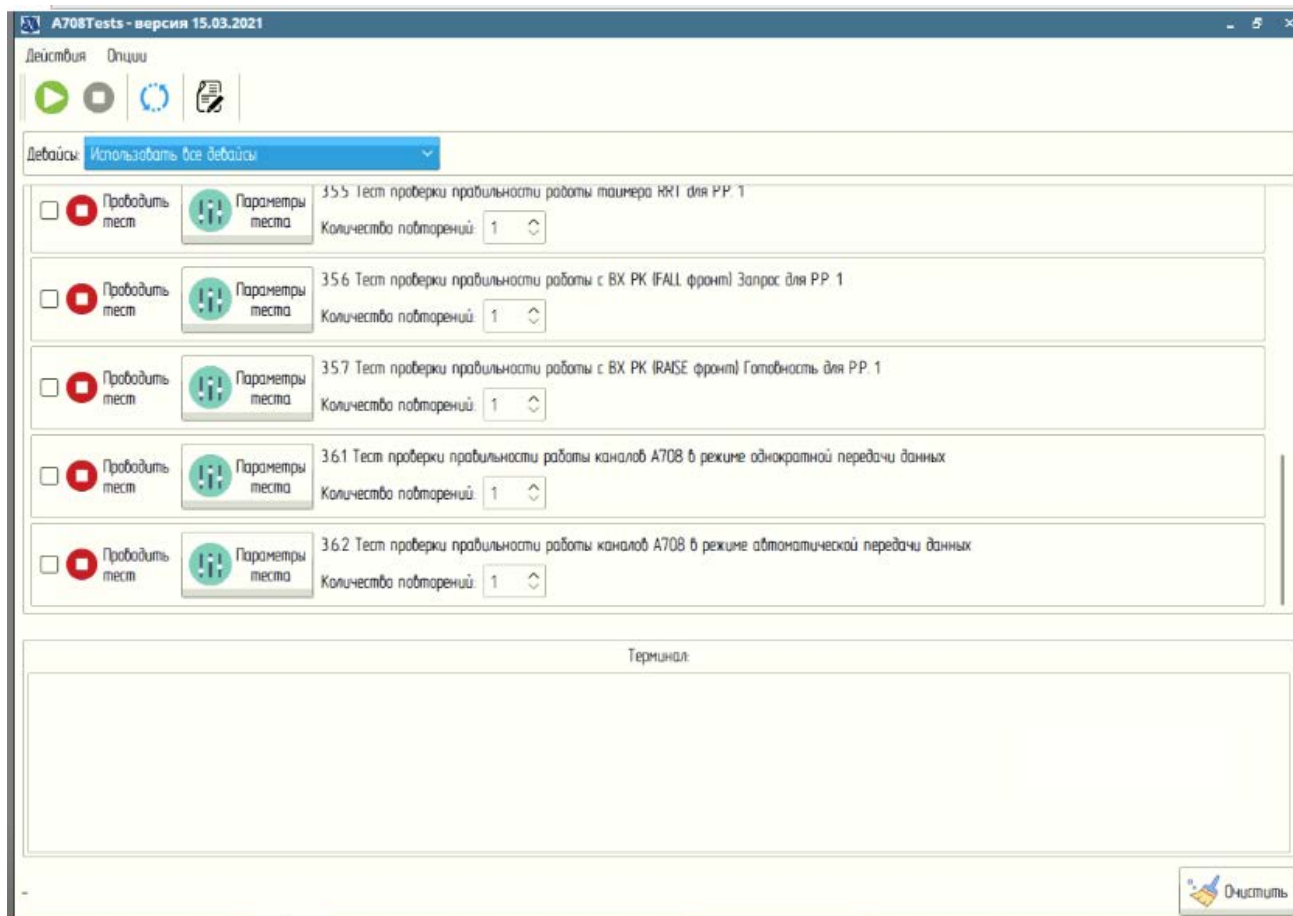 A708Tests - версия 15.03.2021
Действия Опции
Девайсы: Использовать все девайсы
Проводить тест
Параметры теста
3.5.5 Тест проверки правильности работы таймера RRT для Р.Р. 1
Количество повторений: 1
Проводить тест
Параметры теста
3.5.6 Тест проверки правильности работы с ВХ РК (FALL фронт) Запрос для Р.Р. 1
Количество повторений: 1
Проводить тест
Параметры теста
3.5.7 Тест проверки правильности работы с ВХ РК (RAISE фронт) Готовность для Р.Р. 1
Количество повторений: 1
Проводить тест
Параметры теста
3.6.1 Тест проверки правильности работы каналов А708 в режиме однократной передачи данных
Количество повторений: 1
Проводить тест
Параметры теста
3.6.2 Тест проверки правильности работы каналов А708 в режиме автоматической передачи данных
Количество повторений: 1
Терминал:
-
Очистить